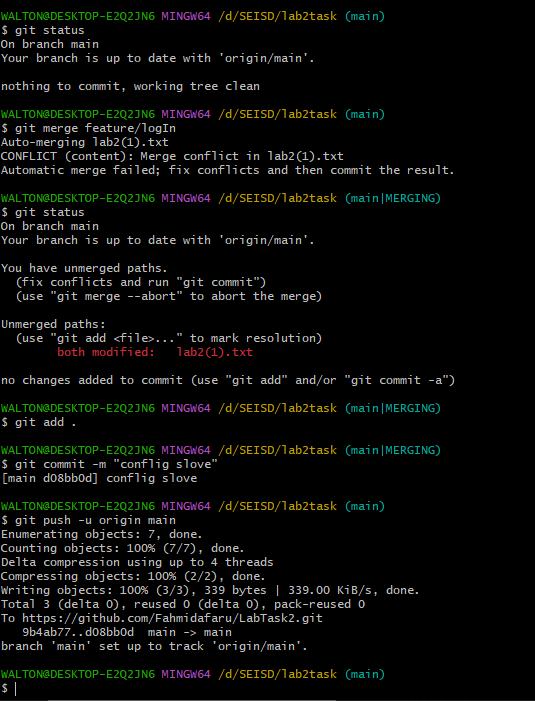 WALTON@DESKTOP-E2Q2JN6 MINGW64 /d/SEISD/lab2task (main)
$ git status
On branch main
Your branch is up to date with 'origin/main'.
nothing to commit, working tree clean
WALTON@DESKTOP-E2Q2JN6 MINGW64 /d/SEISD/lab2task (main)
$ git merge feature/logIn
Auto-merging lab2(1).txt
CONFLICT (content): Merge conflict in lab2(1).txt
Automatic merge failed; fix conflicts and then commit the result.
WALTON@DESKTOP-E2Q2JN6 MINGW64 /d/SEISD/lab2task (main|MERGING)
$ git status
On branch main
Your branch is up to date with 'origin/main'.
You have unmerged paths.
  (fix conflicts and run "git commit")
  (use "git merge --abort" to abort the merge)
Unmerged paths:
  (use "git add <file>..." to mark resolution)
        both modified:   lab2(1).txt
no changes added to commit (use "git add" and/or "git commit -a")
WALTON@DESKTOP-E2Q2JN6 MINGW64 /d/SEISD/lab2task (main|MERGING)
$ git add .
WALTON@DESKTOP-E2Q2JN6 MINGW64 /d/SEISD/lab2task (main|MERGING)
$ git commit -m "conflig slove"
[main d08bb0d] conflig slove
WALTON@DESKTOP-E2Q2JN6 MINGW64 /d/SEISD/lab2task (main)
$ git push -u origin main
Enumerating objects: 7, done.
Counting objects: 100% (7/7), done.
Delta compression using up to 4 threads
Compressing objects: 100% (2/2), done.
Writing objects: 100% (3/3), 339 bytes | 339.00 KiB/s, done.
Total 3 (delta 0), reused 0 (delta 0), pack-reused 0
To https://github.com/Fahmidafaru/LabTask2.git
   9b4ab77..d08bb0d  main -> main
branch 'main' set up to track 'origin/main'.
WALTON@DESKTOP-E2Q2JN6 MINGW64 /d/SEISD/lab2task (main)
$